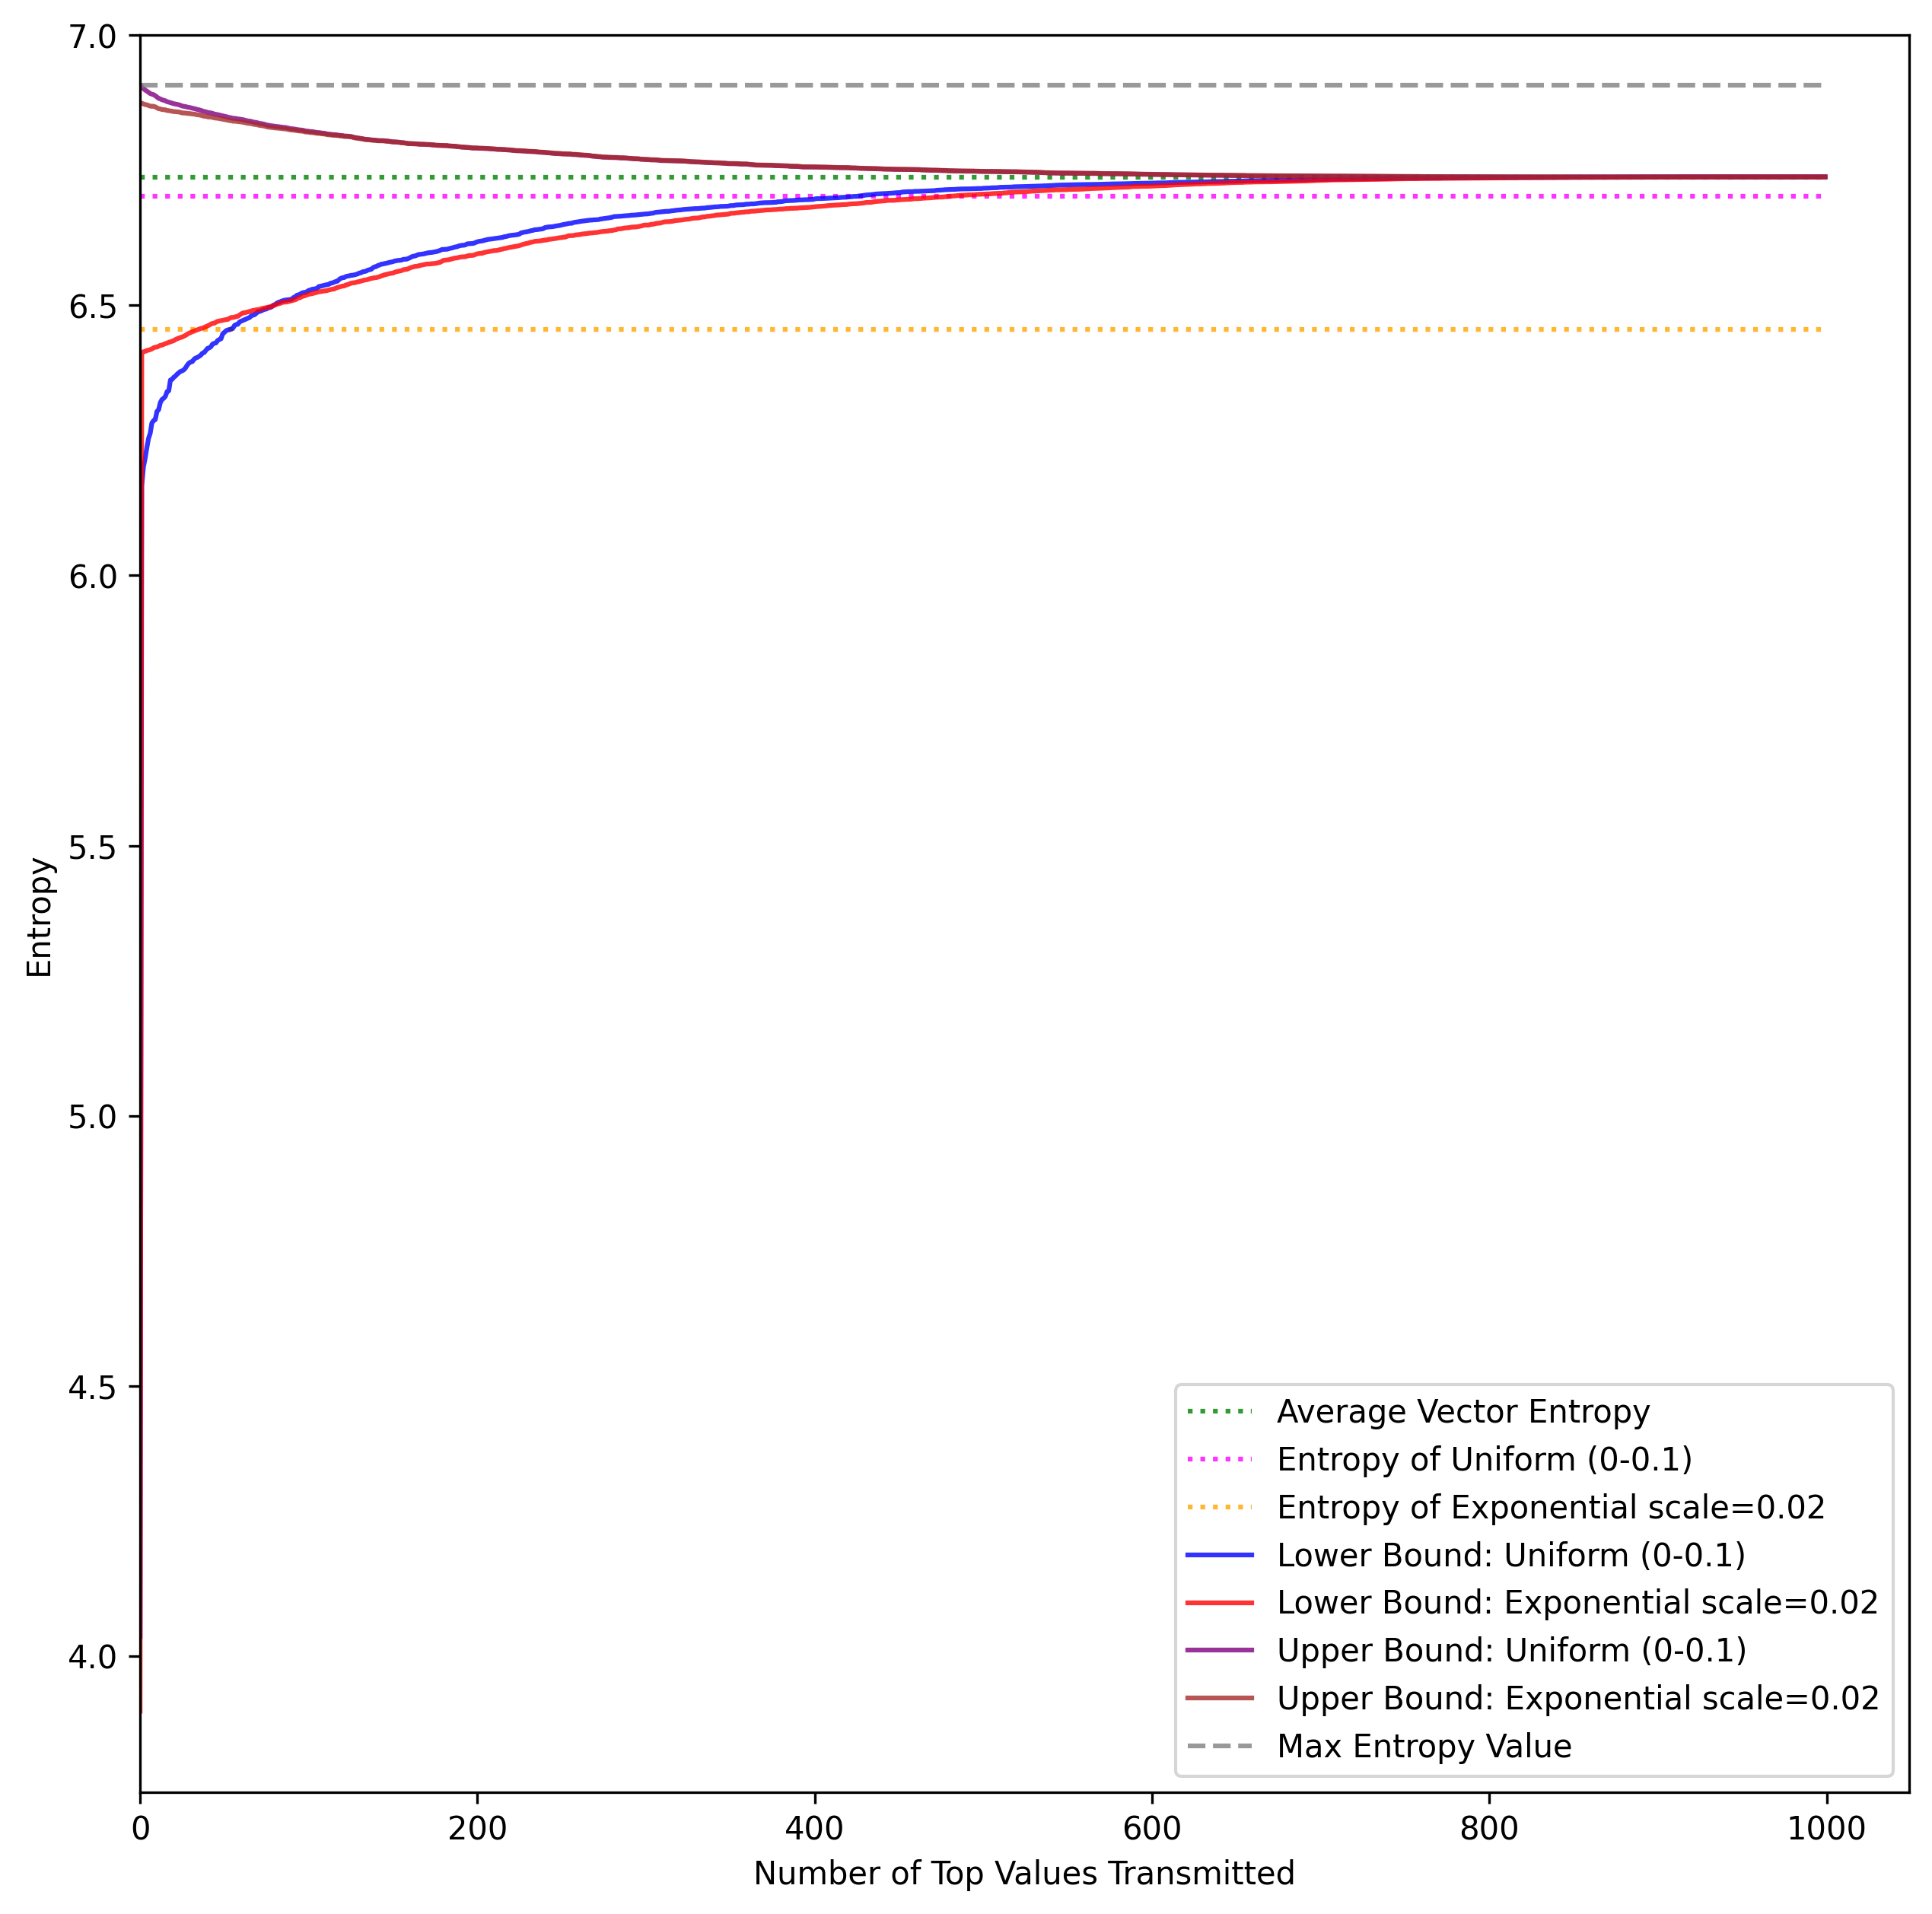 7.0
6.5
6.0
5.5
5.0
4.5
4.0
Entropy
0 200 400 600 800 1000
Number of Top Values Transmitted
Average Vector Entropy
Entropy of Uniform (0-0.1)
Entropy of Exponential scale=0.02
Lower Bound: Uniform (0-0.1)
Lower Bound: Exponential scale=0.02
Upper Bound: Uniform (0-0.1)
Upper Bound: Exponential scale=0.02
Max Entropy Value